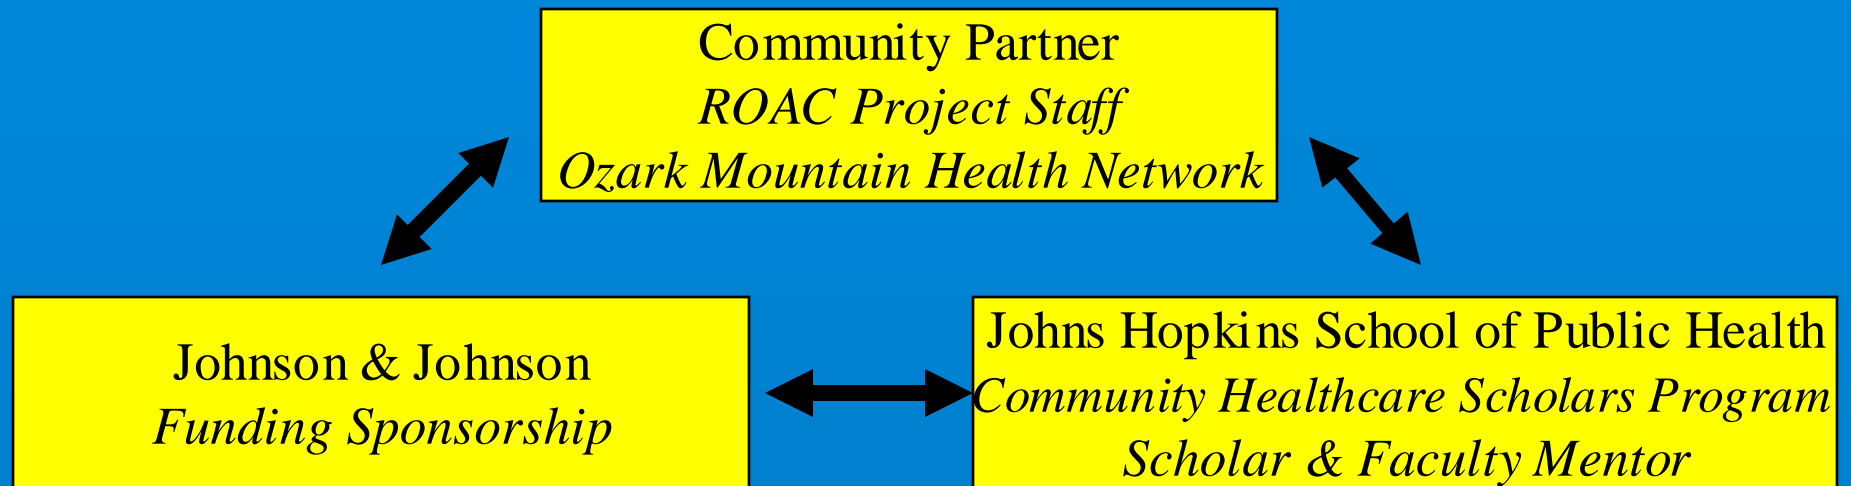 Community Partner
ROAC Project Staff
Ozark Mountain Health Network
Johnson & Johnson
Funding Sponsorship
Johns Hopkins School of Public Health
Community Healthcare Scholars Program
Scholar & Faculty Mentor